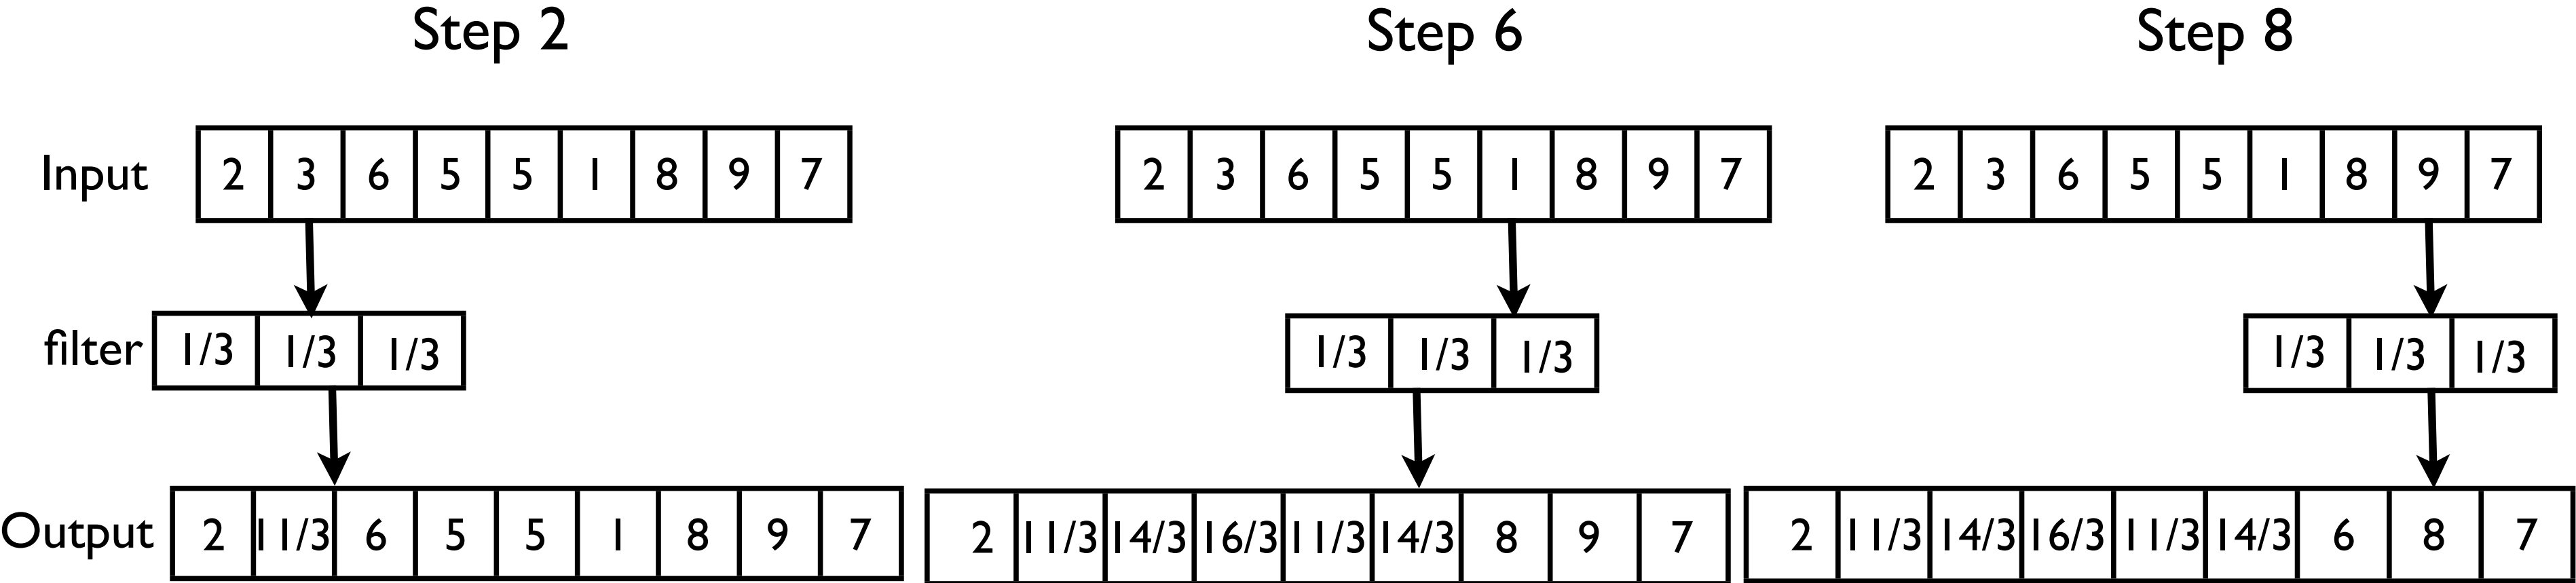 Step 2 Step 6 Step 8
Input 2 3 6 5 5 1 8 9 7 2 3 6 5 5 1 8 9 7 2 3 6 5 5 1 8 9 7
filter 1/3 1/3 1/3 1/3 1/3 1/3 1/3 1/3 1/3
Output 2 11/3 6 5 5 1 8 9 7 2 11/3 14/3 16/3 11/3 14/3 8 9 7 2 11/3 14/3 16/3 11/3 14/3 6 8 7